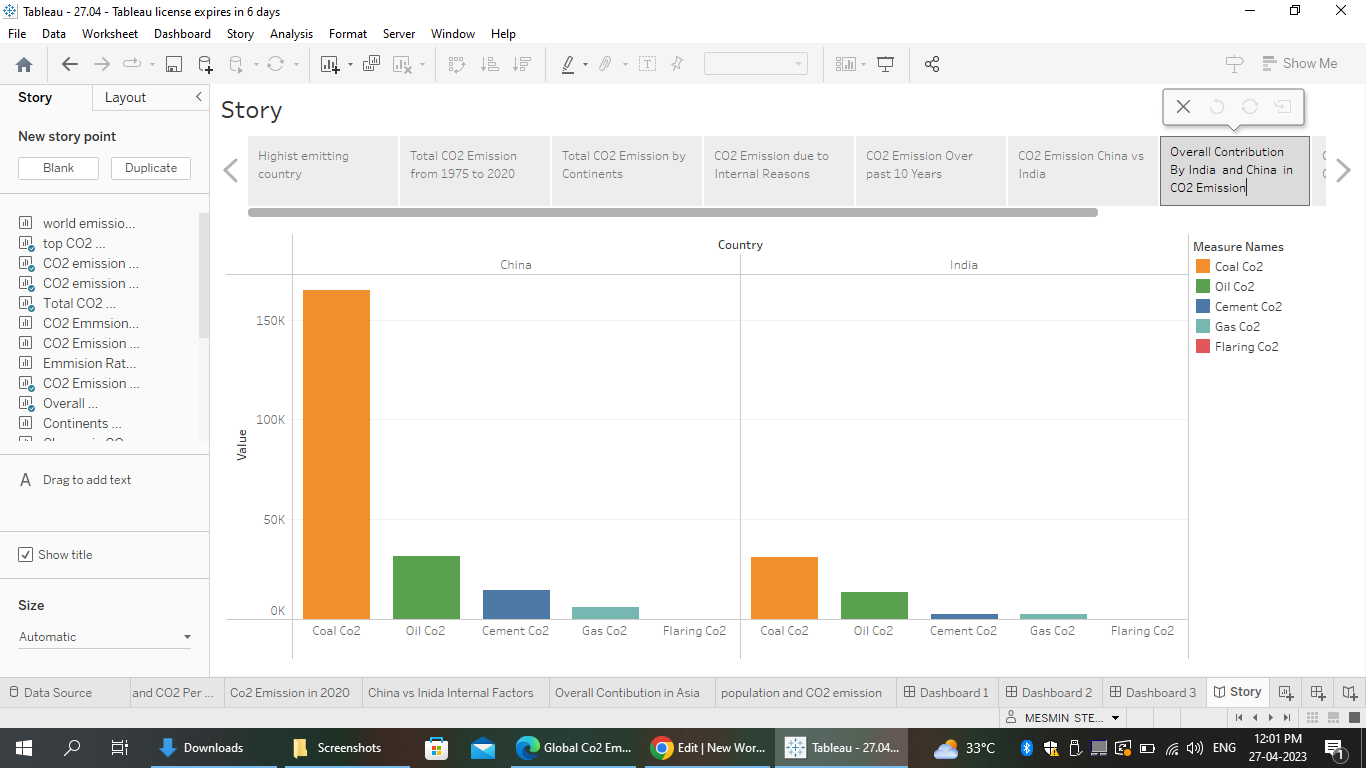 Tableau - 27.04 - Tableau license expires in 6 days
File Data Worksheet Dashboard Story Analysis Format Server Window Help
Show Me
Story Layout
New story point
Blank Duplicate
world emissio...
top CO2 ...
CO2 emission ...
CO2 emission ...
Total CO2 ...
CO2 Emmsion...
CO2 Emission ...
Emmision Rat...
CO2 Emission ...
Overall ...
Continents ...
A Drag to add text
Show title
Size
Automatic
Story
Highist emitting
country
Total CO2 Emission
from 1975 to 2020
Total CO2 Emission by
Continents
CO2 Emission due to
Internal Reasons
CO2 Emission Over
past 10 Years
CO2 Emission China vs
India
Overall Contribution
By India and China in
CO2 Emission
Country
China India
Value
150K
100K
50K
0K
Coal Co2 Oil Co2 Cement Co2 Gas Co2 Flaring Co2 Coal Co2 Oil Co2 Cement Co2 Gas Co2 Flaring Co2
Measure Names
Coal Co2
Oil Co2
Cement Co2
Gas Co2
Flaring Co2
Data Source and CO2 Per ... Co2 Emission in 2020 China vs Inida Internal Factors Overall Contibution in Asia population and CO2 emission Dashboard 1 Dashboard 2 Dashboard 3 Story
MESMIN STE...
Downloads Screenshots Global Co2 Em... Edit | New Wor... Tableau - 27.04... 33°C ENG 12:01 PM
27-04-2023
1